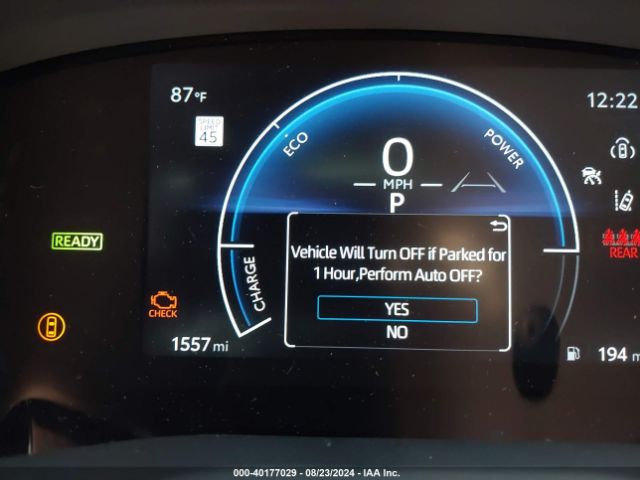 87°F
12:22
SPEED
LIMIT
45
ECO
POWER
0
MPH
P
READY
REAR
Vehicle Will Turn OFF if Parked for
1 Hour,Perform Auto OFF?
CHARGE
YES
NO
CHECK
1557 mi
194 m
000-40177029 - 08/23/2024 - IAA Inc.